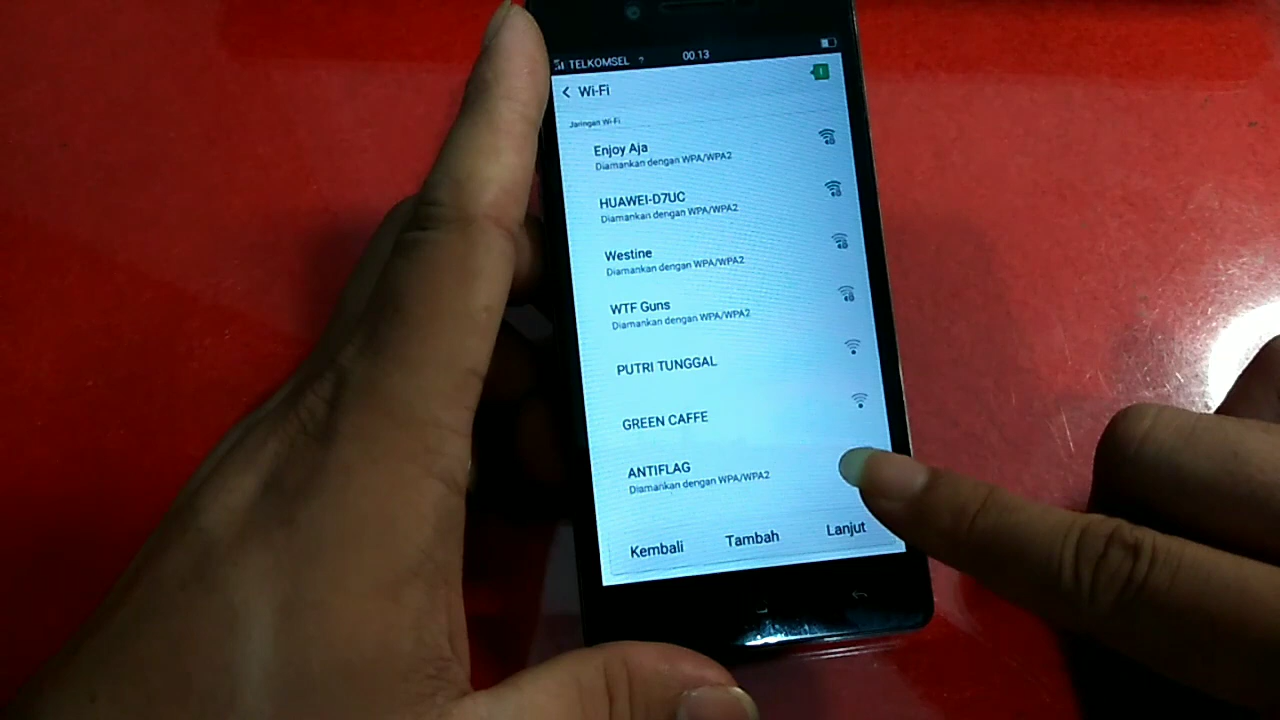 TELKOMSEL ? 00.13
Wi-Fi
Jaringan Wi-Fi
Enjoy Aja
Diamankan dengan WPA/WPA2
HUAWEI-D7UC
Diamankan dengan WPA/WPA2
Westine
Diamankan dengan WPA/WPA2
WTF Guns
Diamankan dengan WPA/WPA2
PUTRI TUNGGAL
GREEN CAFFE
ANTIFLAG
Diamankan dengan WPA/WPA2
Kembali Tambah Lanjut